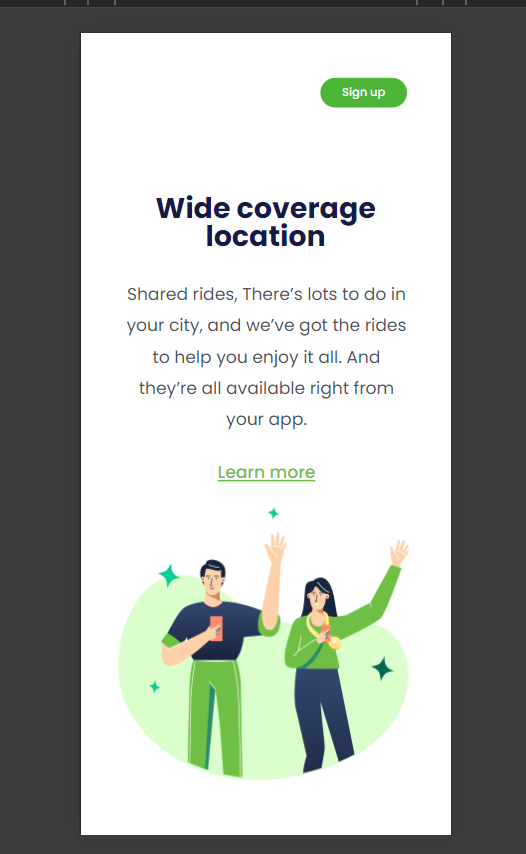 Sign up
Wide coverage
location
Shared rides, There’s lots to do in
your city, and we’ve got the rides
to help you enjoy it all. And
they’re all available right from
your app.
Learn more